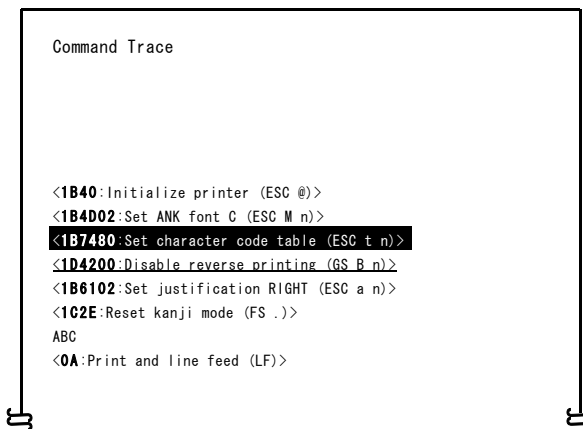 Command Trace
<1B40:Initialize printer (ESC @)>
<1B4D02:Set ANK font C (ESC M n)>
<1B7480:Set character code table (ESC t n)>
<1D4200:Disable reverse printing (GS B n)>
<1B6102:Set justification RIGHT (ESC a n)>
<1C2E:Reset kanji mode (FS .)>
ABC
<0A:Print and line feed (LF)>